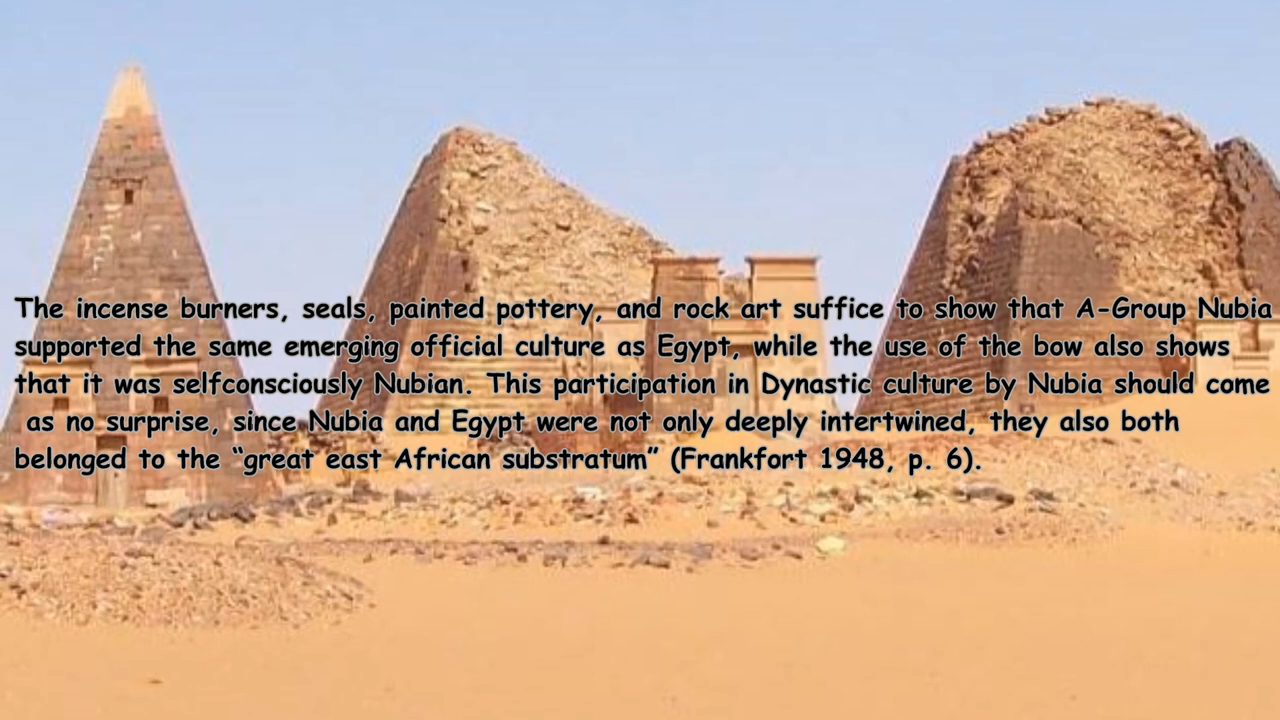 The incense burners, seals, painted pottery, and rock art suffice to show that A-Group Nubia
supported the same emerging official culture as Egypt, while the use of the bow also shows
that it was selfconsciously Nubian. This participation in Dynastic culture by Nubia should come
as no surprise, since Nubia and Egypt were not only deeply intertwined, they also both
belonged to the “great east African substratum” (Frankfort 1948, p. 6).